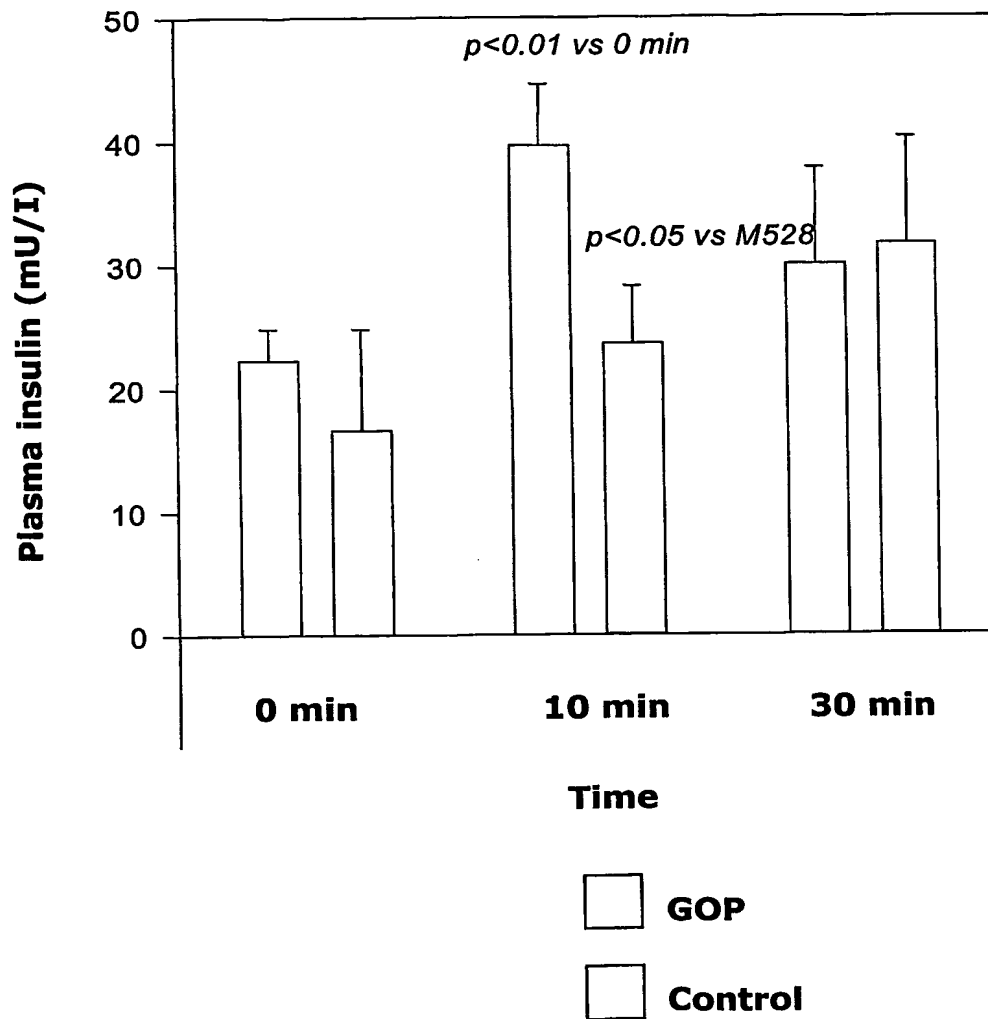 50
p<0.01 vs 0 min
40
p<0.05 vs M528
30
20
10
0
Plasma insulin (mU/I)
0 min 10 min 30 min
Time
GOP
Control